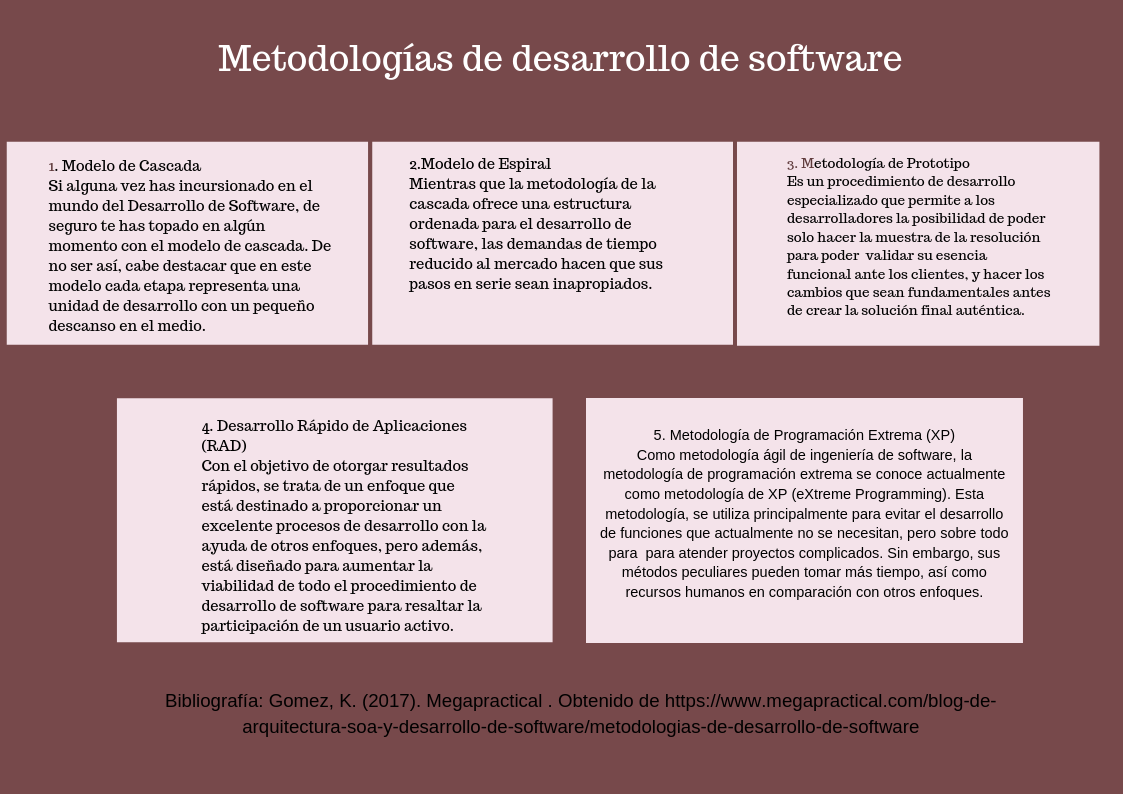 Metodologías de desarrollo de software
1. Modelo de Cascada
Si alguna vez has incursionado en el
mundo del Desarrollo de Software, de
seguro te has topado en algún
momento con el modelo de cascada. De
no ser así, cabe destacar que en este
modelo cada etapa representa una
unidad de desarrollo con un pequeño
descanso en el medio.
2.Modelo de Espiral
Mientras que la metodología de la
cascada ofrece una estructura
ordenada para el desarrollo de
software, las demandas de tiempo
reducido al mercado hacen que sus
pasos en serie sean inapropiados.
3. Metodología de Prototipo
Es un procedimiento de desarrollo
especializado que permite a los
desarrolladores la posibilidad de poder
solo hacer la muestra de la resolución
para poder  validar su esencia
funcional ante los clientes, y hacer los
cambios que sean fundamentales antes
de crear la solución final auténtica.
4. Desarrollo Rápido de Aplicaciones
(RAD)
Con el objetivo de otorgar resultados
rápidos, se trata de un enfoque que
está destinado a proporcionar un
excelente procesos de desarrollo con la
ayuda de otros enfoques, pero además,
está diseñado para aumentar la
viabilidad de todo el procedimiento de
desarrollo de software para resaltar la
participación de un usuario activo.
5. Metodología de Programación Extrema (XP)
Como metodología ágil de ingeniería de software, la
metodología de programación extrema se conoce actualmente
como metodología de XP (eXtreme Programming). Esta
metodología, se utiliza principalmente para evitar el desarrollo
de funciones que actualmente no se necesitan, pero sobre todo
para  para atender proyectos complicados. Sin embargo, sus
métodos peculiares pueden tomar más tiempo, así como
recursos humanos en comparación con otros enfoques.
Bibliografía: Gomez, K. (2017). Megapractical . Obtenido de https://www.megapractical.com/blog-de-
arquitectura-soa-y-desarrollo-de-software/metodologias-de-desarrollo-de-software